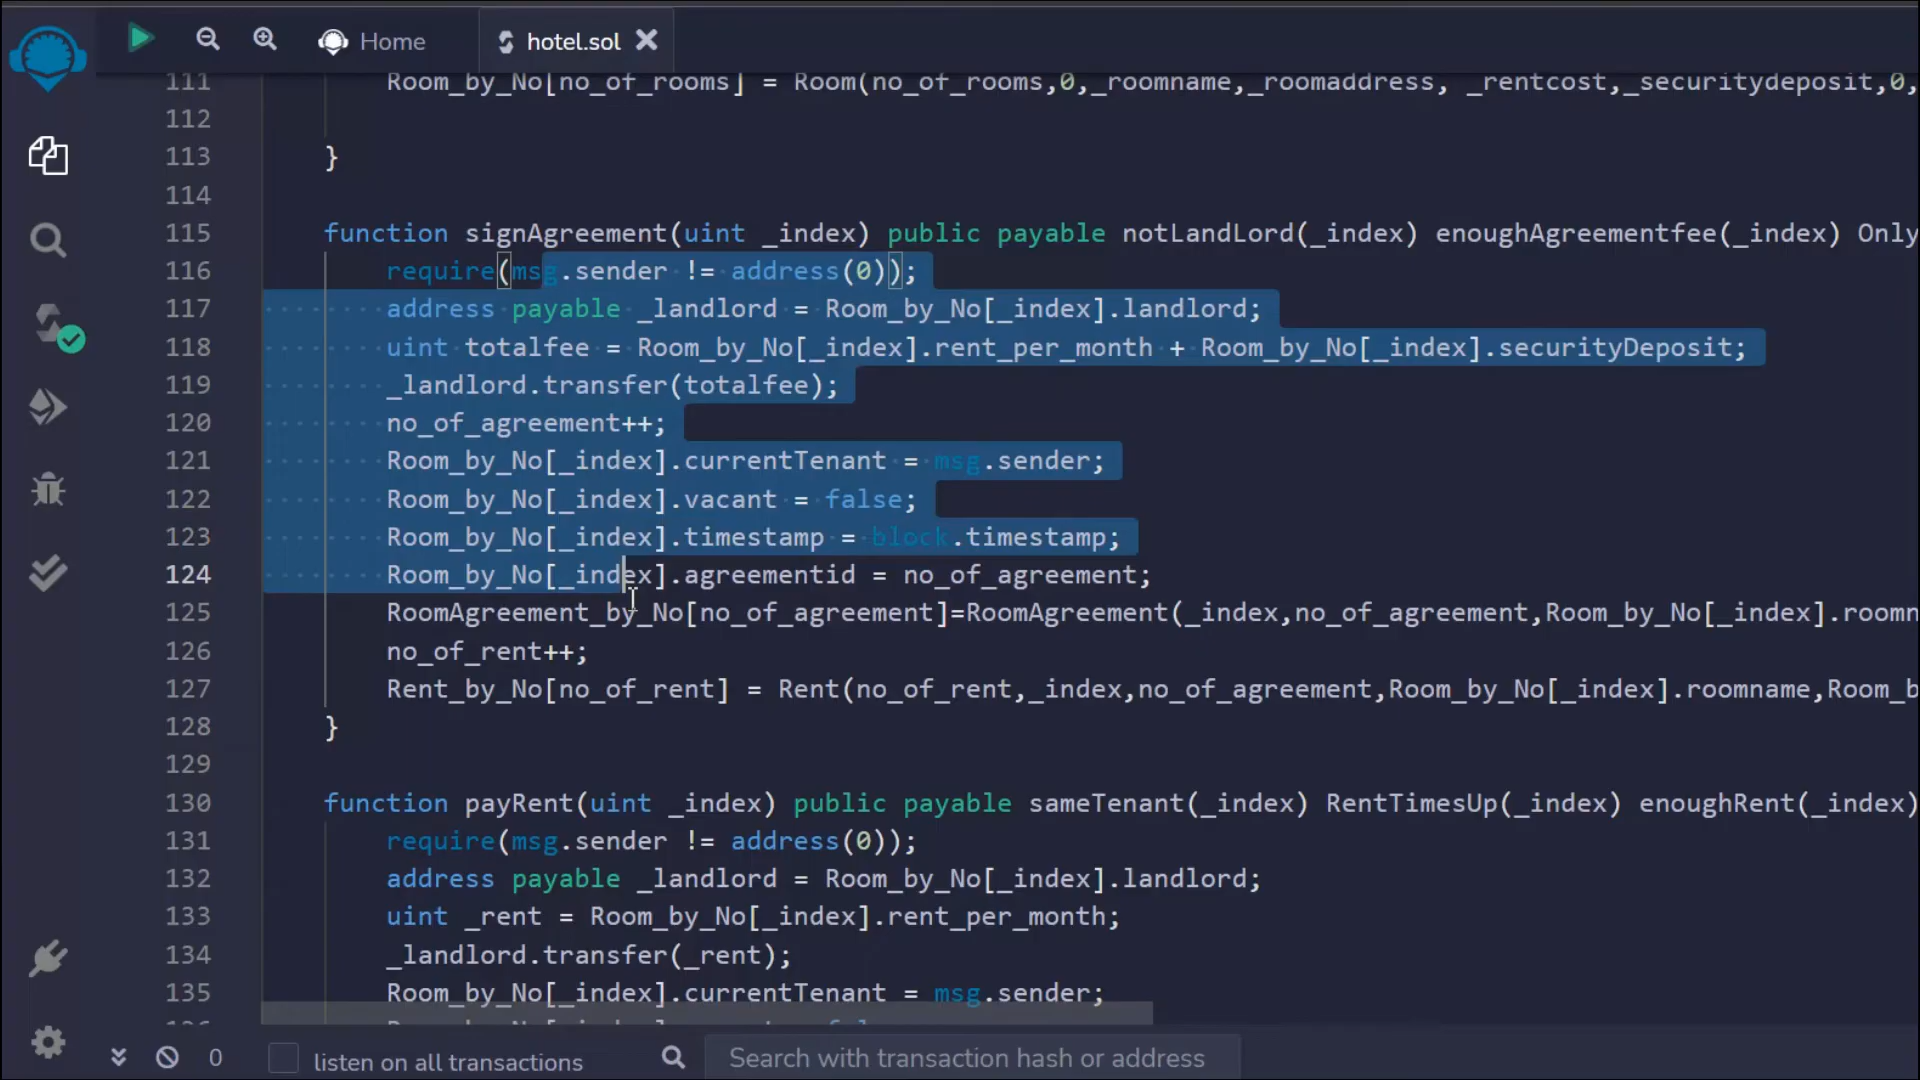 Home
hotel.sol
111 Room_by_No[no_of_rooms] = Room(no_of_rooms,0,_roomname,_roomaddress, _rentcost,_securitydeposit,0,
112
113 }
114
115 function signAgreement(uint _index) public payable notLandLord(_index) enoughAgreementfee(_index) Only
116 require(msg.sender != address(0));
117 address payable _landlord = Room_by_No[_index].landlord;
118 uint totalfee = Room_by_No[_index].rent_per_month + Room_by_No[_index].securityDeposit;
119 _landlord.transfer(totalfee);
120 no_of_agreement++;
121 Room_by_No[_index].currentTenant = msg.sender;
122 Room_by_No[_index].vacant = false;
123 Room_by_No[_index].timestamp = block.timestamp;
124 Room_by_No[_index].agreementid = no_of_agreement;
125 RoomAgreement_by_No[no_of_agreement]=RoomAgreement(_index,no_of_agreement,Room_by_No[_index].roomn
126 no_of_rent++;
127 Rent_by_No[no_of_rent] = Rent(no_of_rent,_index,no_of_agreement,Room_by_No[_index].roomname,Room_b
128 }
129
130 function payRent(uint _index) public payable sameTenant(_index) RentTimesUp(_index) enoughRent(_index)
131 require(msg.sender != address(0));
132 address payable _landlord = Room_by_No[_index].landlord;
133 uint _rent = Room_by_No[_index].rent_per_month;
134 _landlord.transfer(_rent);
135 Room_by_No[_index].currentTenant = msg.sender;
0 listen on all transactions Search with transaction hash or address